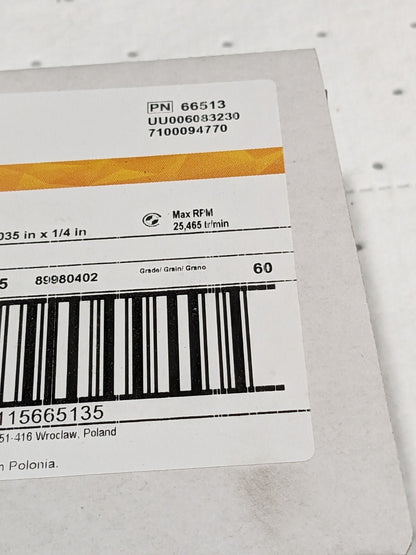 PN 66513
UU006083230
7100094770
035 in x 1/4 in
Max RPM
25,465 tr/min
5 89980402 Grade/ Grain/ Grano 60
115665135
51-416 Wroclaw, Poland
n Polonia.